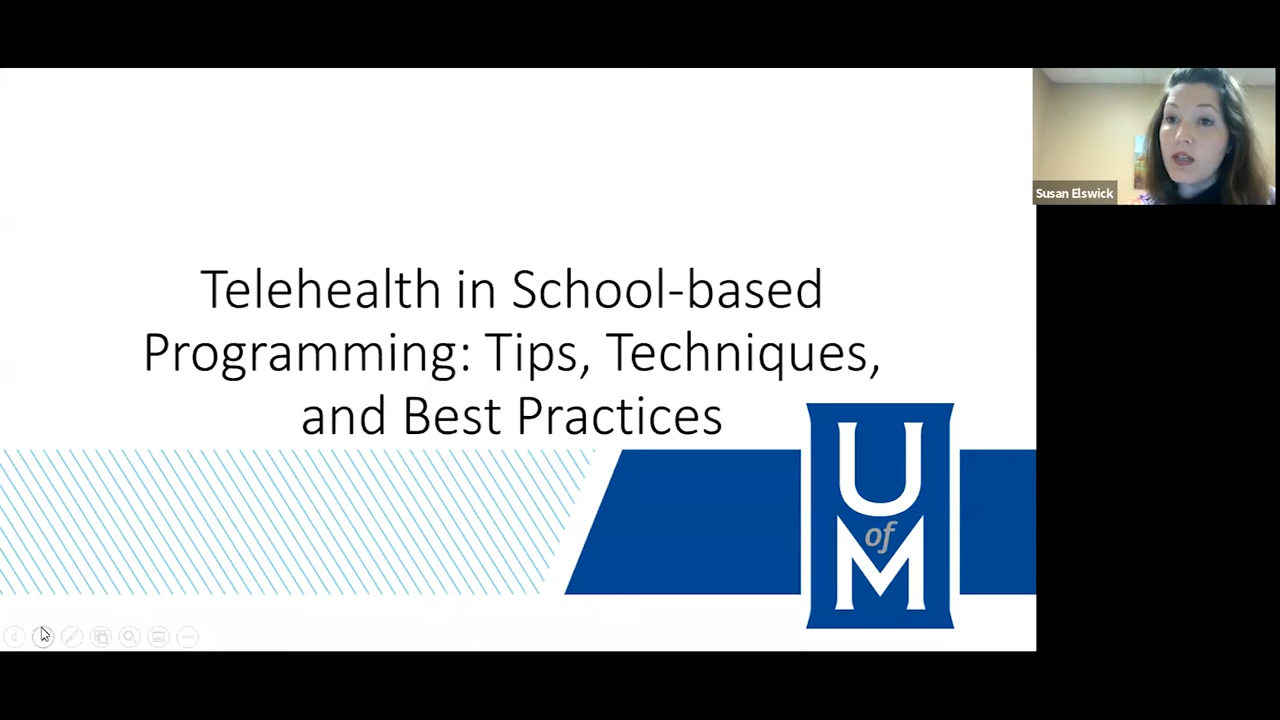 Telehealth in School-based
Programming: Tips, Techniques,
and Best Practices
U
of
M
Susan Elswick